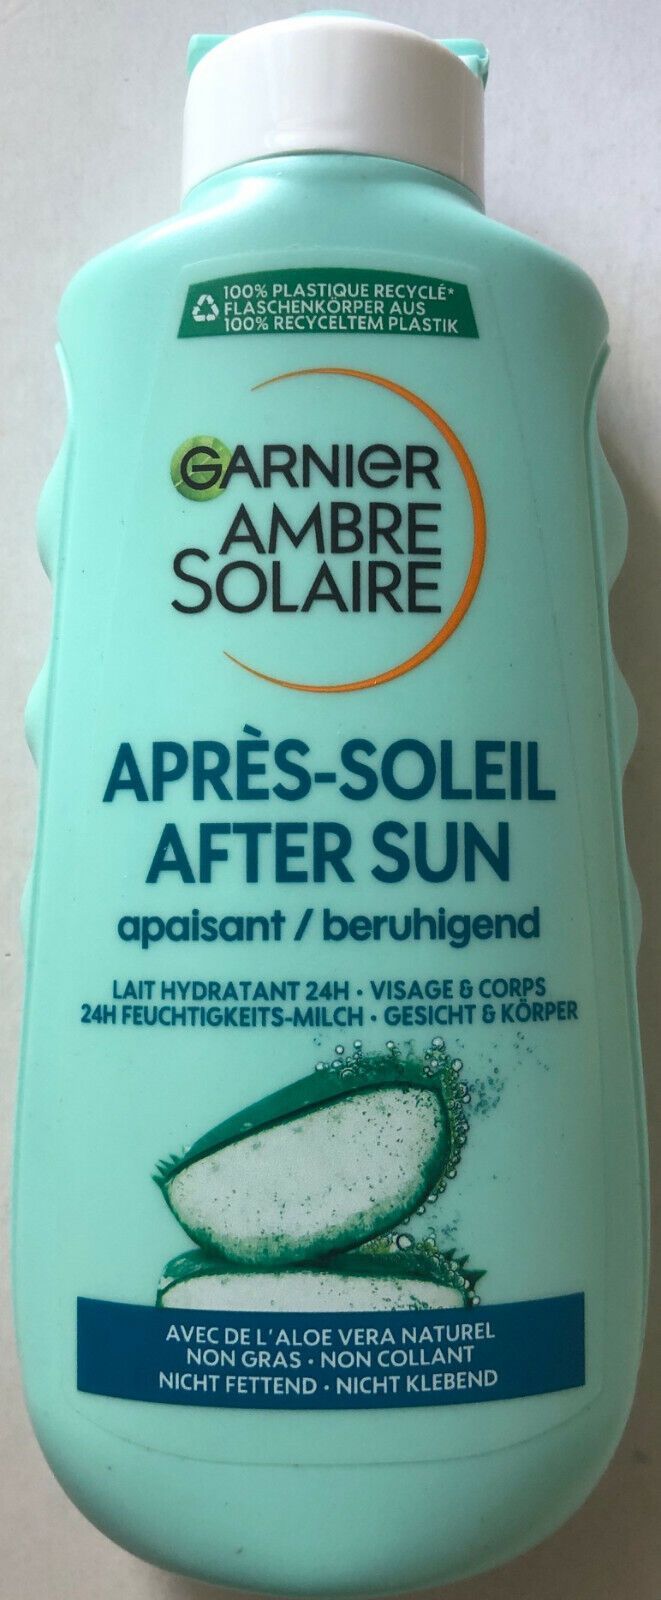 100% PLASTIQUE RECYCLÉ*
FLASCHENKÖRPER AUS
100% RECYCELTEM PLASTIK
GARNIER
AMBRE
SOLAIRE
APRÈS-SOLEIL
AFTER SUN
apaisant / beruhigend
LAIT HYDRATANT 24H · VISAGE & CORPS
24H FEUCHTIGKEITS-MILCH · GESICHT & KÖRPER
AVEC DE L'ALOE VERA NATUREL
NON GRAS · NON COLLANT
NICHT FETTEND · NICHT KLEBEND